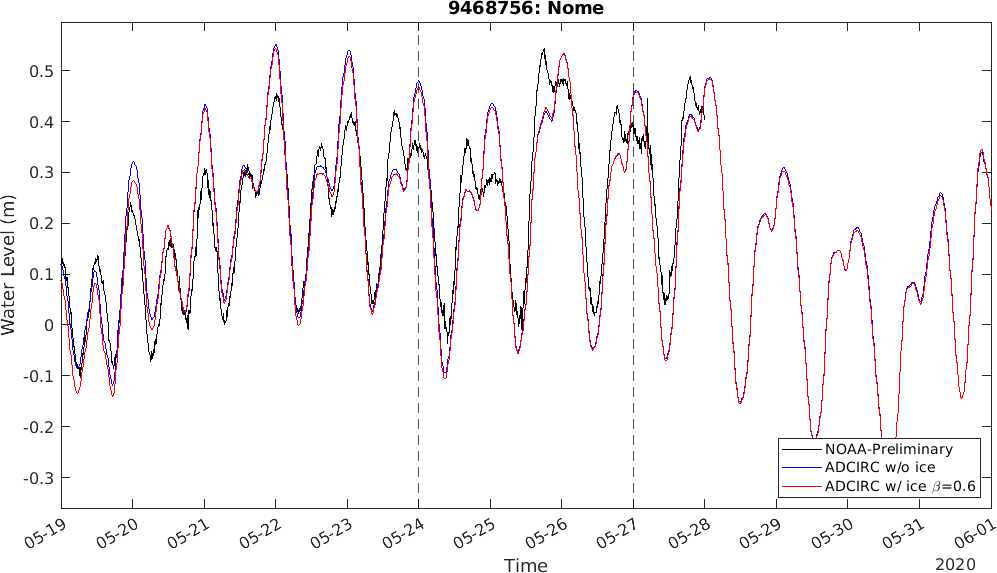 9468756: Nome
Water Level (m)
0.5
0.4
0.3
0.2
0.1
0
-0.1
-0.2
-0.3
NOAA-Preliminary
ADCIRC w/o ice
ADCIRC w/ ice β=0.6
05-19 05-20 05-21 05-22 05-23 05-24 05-25 05-26 05-27 05-28 05-29 05-30 05-31 06-01
Time
2020